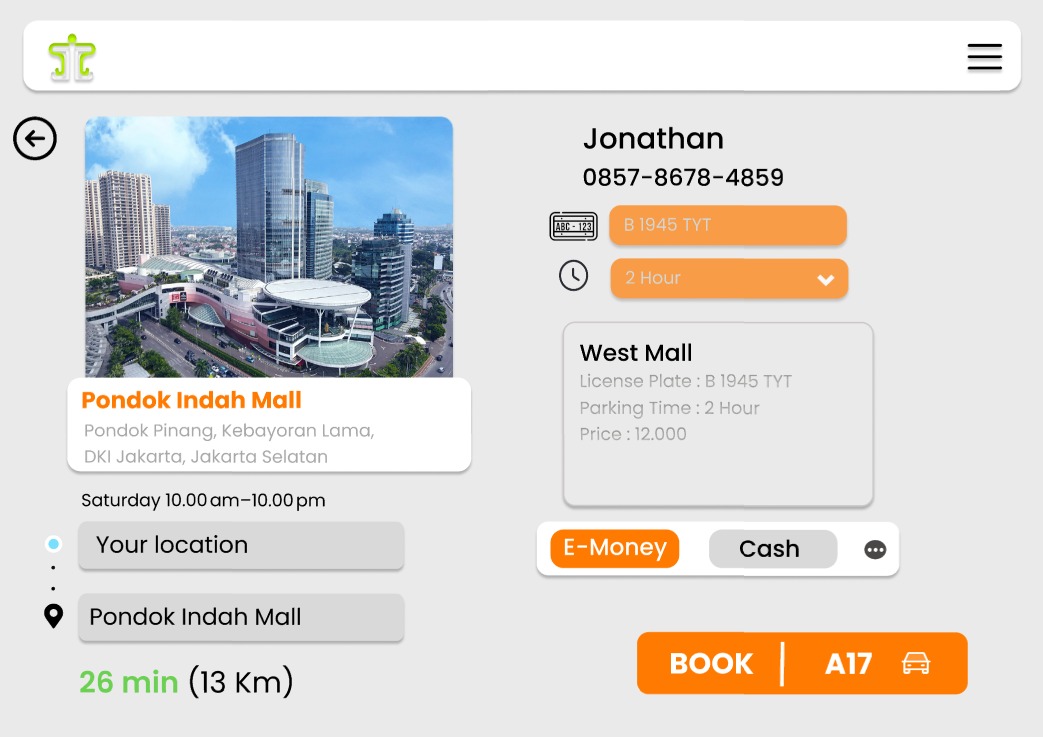 Jonathan
0857-8678-4859
ABC - 123
B 1945 TYT
2 Hour
Pondok Indah Mall
Pondok Pinang, Kebayoran Lama,
DKI Jakarta, Jakarta Selatan
Saturday 10.00 am-10.00 pm
Your location
Pondok Indah Mall
26 min (13 Km)
West Mall
License Plate : B 1945 TYT
Parking Time : 2 Hour
Price : 12.000
E-Money
Cash
BOOK | A17